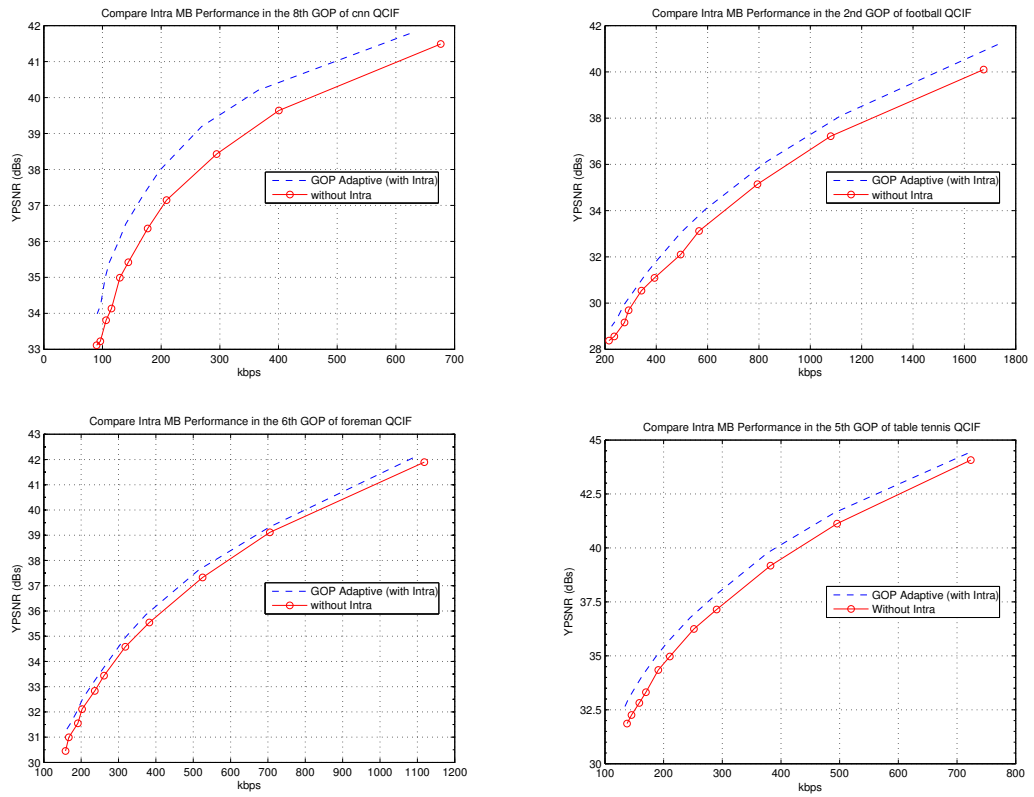 Compare Intra MB Performance in the 8th GOP of cnn QCIF
42
41
40
39
38
37
36
35
34
33
YPSNR (dBs)
GOP Adaptive (with Intra)
without Intra
0 100 200 300 400 500 600 700
kbps
Compare Intra MB Performance in the 2nd GOP of football QCIF
42
40
38
36
34
32
30
28
YPSNR (dBs)
GOP Adaptive (with Intra)
without Intra
200 400 600 800 1000 1200 1400 1600 1800
kbps
Compare Intra MB Performance in the 6th GOP of foreman QCIF
43
42
41
40
39
38
37
36
35
34
33
32
31
30
YPSNR (dBs)
GOP Adaptive (with Intra)
without Intra
100 200 300 400 500 600 700 800 900 1000 1100 1200
kbps
Compare Intra MB Performance in the 5th GOP of table tennis QCIF
45
42.5
40
37.5
35
32.5
30
YPSNR (dBs)
GOP Adaptive (with Intra)
Without Intra
100 200 300 400 500 600 700 800
kbps